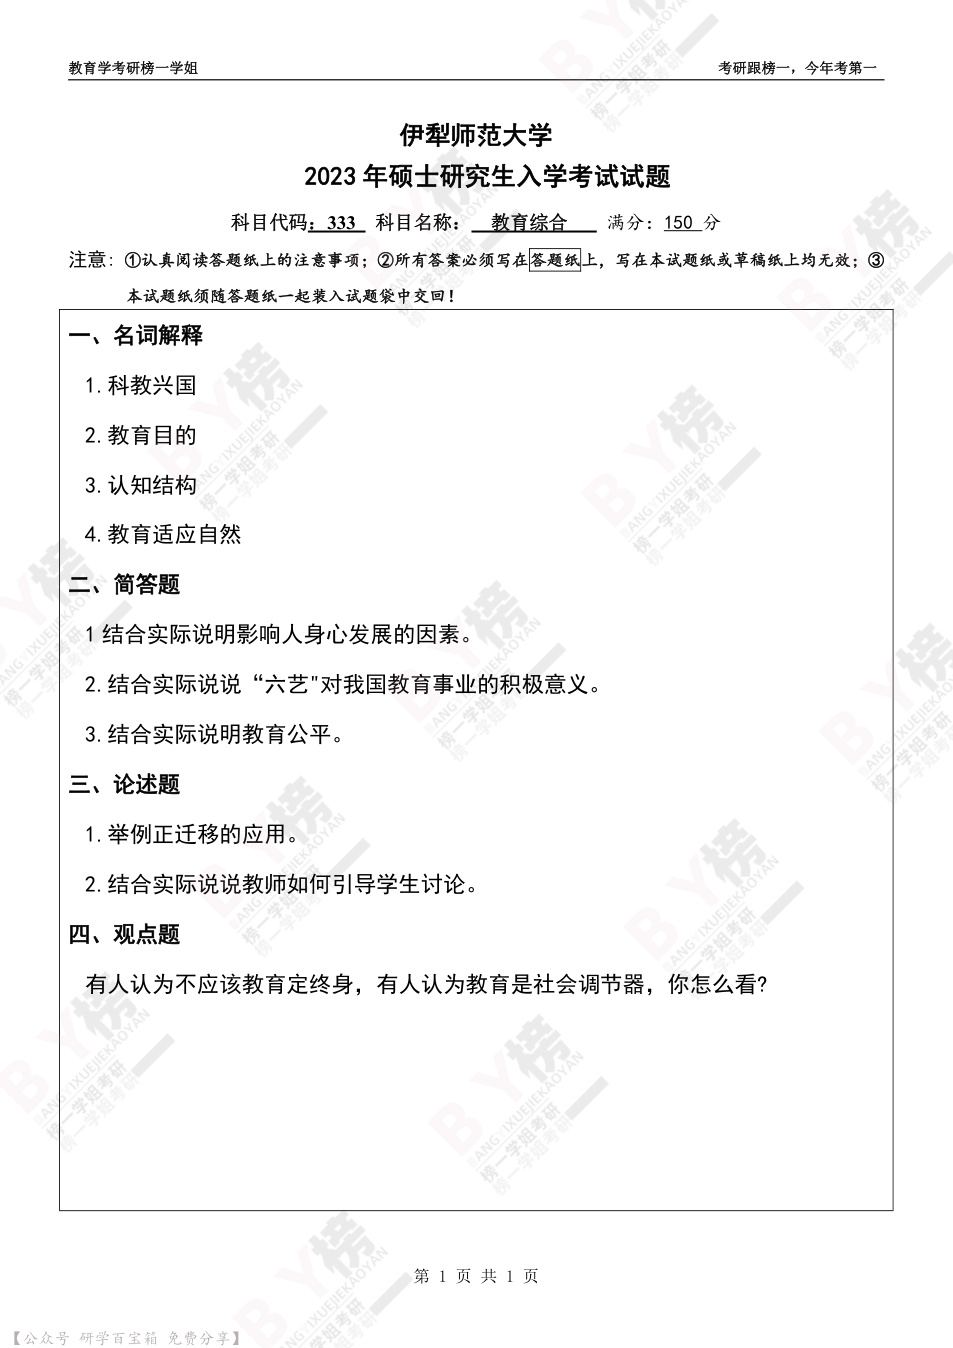 教育学考研榜一学姐 考研跟榜一，今年考第一
伊犁师范大学
2023 年硕士研究生入学考试试题
科目代码：333 科目名称： 教育综合 满分：150 分
注意：①认真阅读答题纸上的注意事项；②所有答案必须写在答题纸上，写在本试题纸或草稿纸上均无效；③
本试题纸须随答题纸一起装入试题袋中交回！
一、名词解释
1.科教兴国
2.教育目的
3.认知结构
4.教育适应自然
二、简答题
1 结合实际说明影响人身心发展的因素。
2.结合实际说说“六艺"对我国教育事业的积极意义。
3.结合实际说明教育公平。
三、论述题
1.举例正迁移的应用。
2.结合实际说说教师如何引导学生讨论。
四、观点题
有人认为不应该教育定终身，有人认为教育是社会调节器，你怎么看?
第 1 页 共 1 页
【公众号 研学百宝箱 免费分享】
BY榜
BANGYIXUEJIEKAOYAN
榜一学姐考研